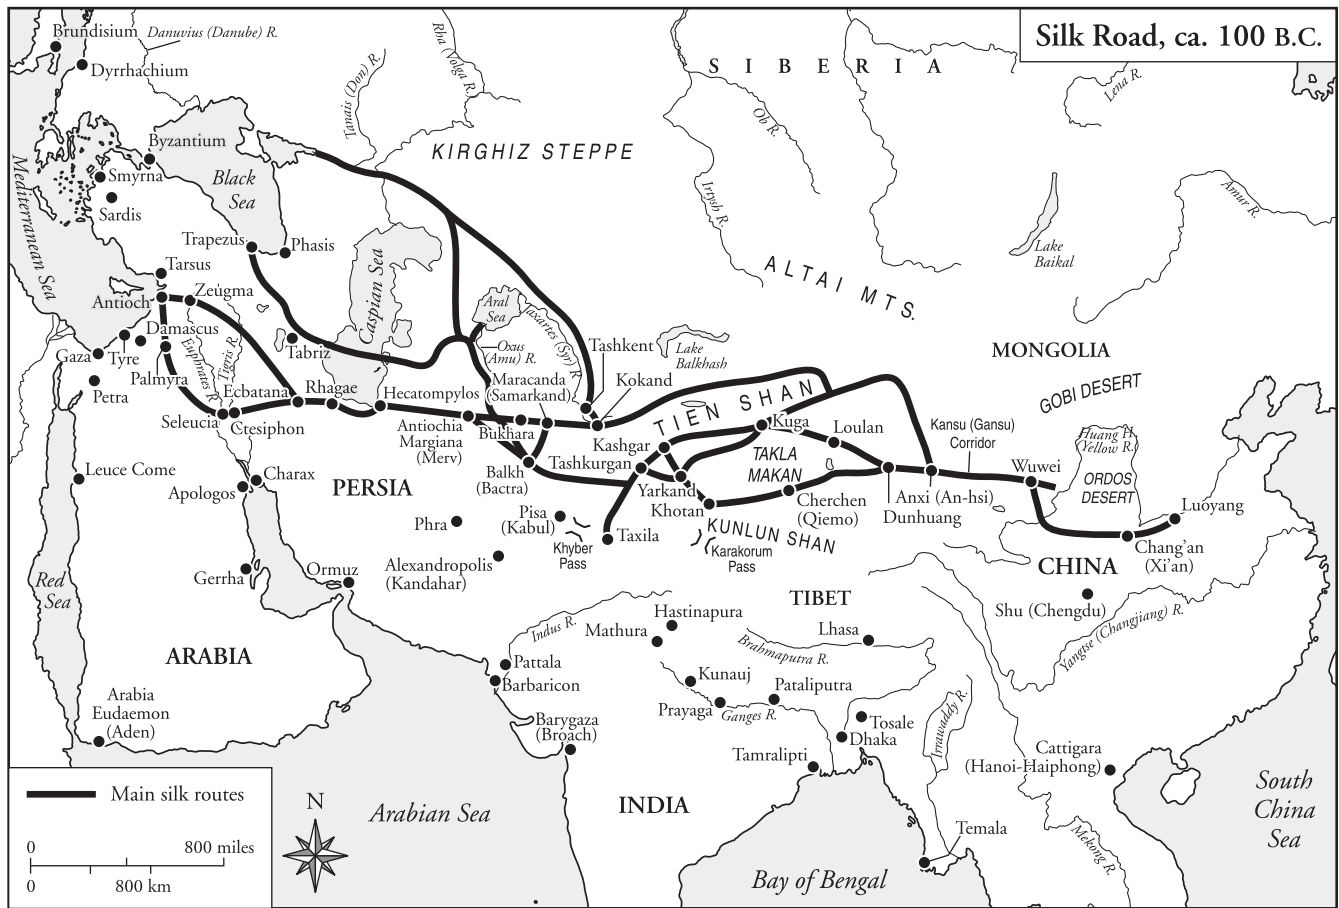 Silk Road, ca. 100 B.C.
Brundisium
Danuvius (Danube) R.
Dyrrhachium
Tanais (Don) R.
Rha (Volga R.)
SIBERIA
Ob R.
Lena R.
KIRGHIZ STEPPE
Byzantium
Mediterranean Sea
Smyrna
Sardis
Black
Sea
Irtysh R.
Amur R.
Trapezus
Phasis
Lake
Baikal
Tarsus
Antioch
Zeugma
Caspian Sea
ALTAI MTS.
Aral
Sea
Jaxartes (Syr) R.
Damascus
Gaza
Tyre
Palmyra
Petra
Euphrates R.
Tigris R.
Tabriz
Oxus
(Amu) R.
Tashkent
Lake
Balkhash
MONGOLIA
Kokand
Maracanda
(Samarkand)
Ecbatana
Rhagae
Hecatompylos
TIEN SHAN
GOBI DESERT
Seleucia
Ctesiphon
Antiochia
Margiana
(Merv)
Bukhara
Kashgar
Kuga
Loulan
Kansu (Gansu)
Corridor
Huang H.
(Yellow R.)
Leuce Come
Charax
Apologos
PERSIA
Balkh
(Bactra)
Tashkurgan
TAKLA
MAKAN
Wuwei
ORDOS
DESERT
Yarkand
Khotan
Cherchen
(Qiemo)
Anxi (An-hsi)
Dunhuang
Luoyang
Phra
Pisa
(Kabul)
Khyber
Pass
Taxila
KUNLUN SHAN
Karakorum
Pass
Chang'an
(Xi'an)
Alexandropolis
(Kandahar)
Gerrha
Ormuz
CHINA
Shu (Chengdu)
Red
Sea
TIBET
Hastinapura
Mathura
Indus R.
Lhasa
Brahmaputra R.
Yangtse (Changjiang) R.
ARABIA
Pattala
Barbaricon
Kunauj
Pataliputra
Prayaga
Ganges R.
Arabia
Eudaemon
(Aden)
Barygaza
(Broach)
Tosale
Dhaka
Irrawaddy R.
Tamralipti
Cattigara
(Hanoi-Haiphong)
Main silk routes
N
0
800 miles
0
800 km
Arabian Sea
INDIA
South
China
Sea
Temala
Mekong R.
Bay of Bengal